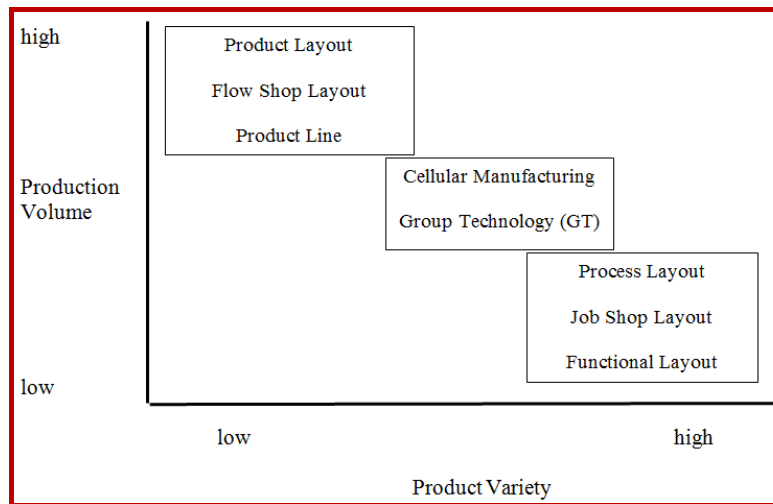 high
Product Layout
Flow Shop Layout
Product Line
Production
Volume
Cellular Manufacturing
Group Technology (GT)
Process Layout
Job Shop Layout
Functional Layout
low
low
high
Product Variety